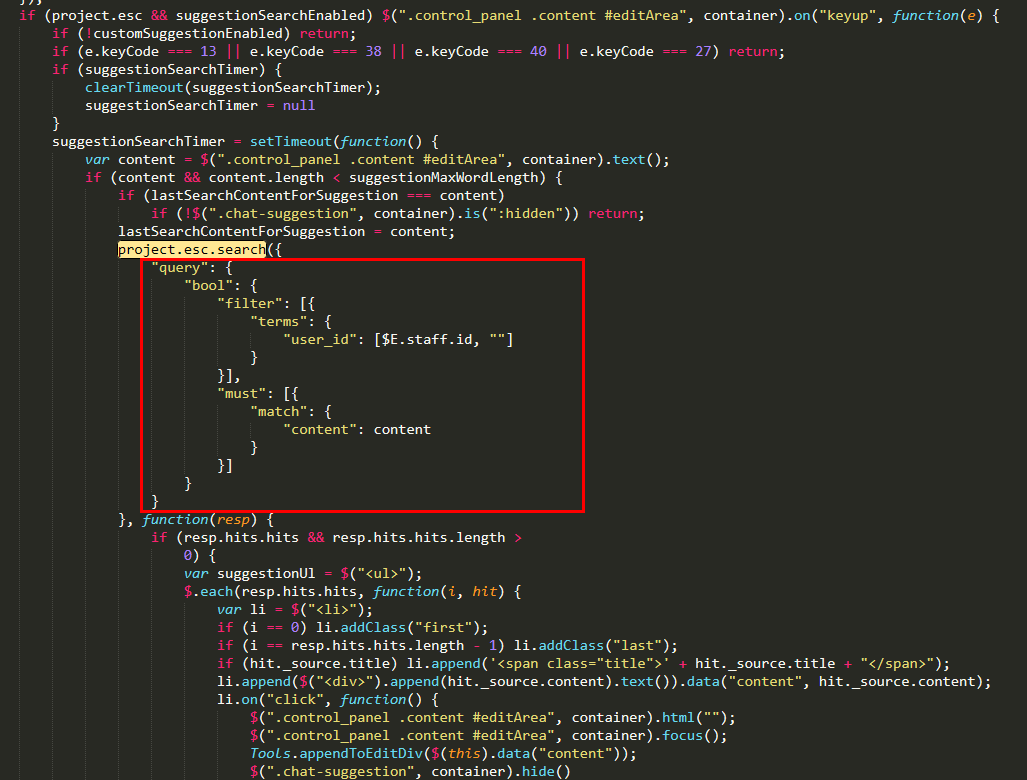 });
if (project.esc && suggestionSearchEnabled) $(".control_panel .content #editArea", container).on("keyup", function(e) {
if (!customSuggestionEnabled) return;
if (e.keyCode === 13 || e.keyCode === 38 || e.keyCode === 40 || e.keyCode === 27) return;
if (suggestionSearchTimer) {
clearTimeout(suggestionSearchTimer);
suggestionSearchTimer = null
}
suggestionSearchTimer = setTimeout(function() {
var content = $(".control_panel .content #editArea", container).text();
if (content && content.length < suggestionMaxWordLength) {
if (lastSearchContentForSuggestion === content)
if (!$(".chat-suggestion", container).is(":hidden")) return;
lastSearchContentForSuggestion = content;
project.esc.search({
"query": {
"bool": {
"filter": [{
"terms": {
"user_id": [$E.staff.id, ""]
}
}],
"must": [{
"match": {
"content": content
}
}]
}
}
}, function(resp) {
if (resp.hits.hits && resp.hits.hits.length >
0) {
var suggestionUl = $("<ul>");
$.each(resp.hits.hits, function(i, hit) {
var li = $("<li>");
if (i == 0) li.addClass("first");
if (i == resp.hits.hits.length - 1) li.addClass("last");
if (hit._source.title) li.append('<span class="title">' + hit._source.title + "</span>");
li.append($("<div>").append(hit._source.content).text()).data("content", hit._source.content);
li.on("click", function() {
$(".control_panel .content #editArea", container).html("");
$(".control_panel .content #editArea", container).focus();
Tools.appendToEditDiv($(this).data("content"));
$(".chat-suggestion", container).hide()